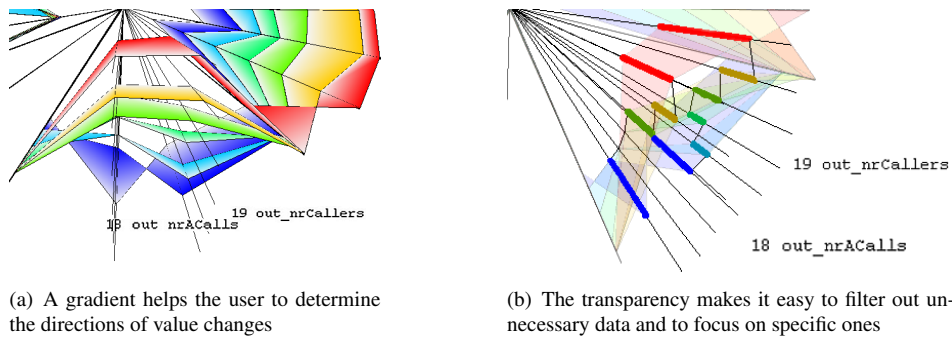 19 out_nrCallers
18 out nrACalls
19 out_nrCallers
18 out_nrACalls
(a) A gradient helps the user to determine
the directions of value changes
(b) The transparency makes it easy to filter out un-
necessary data and to focus on specific ones